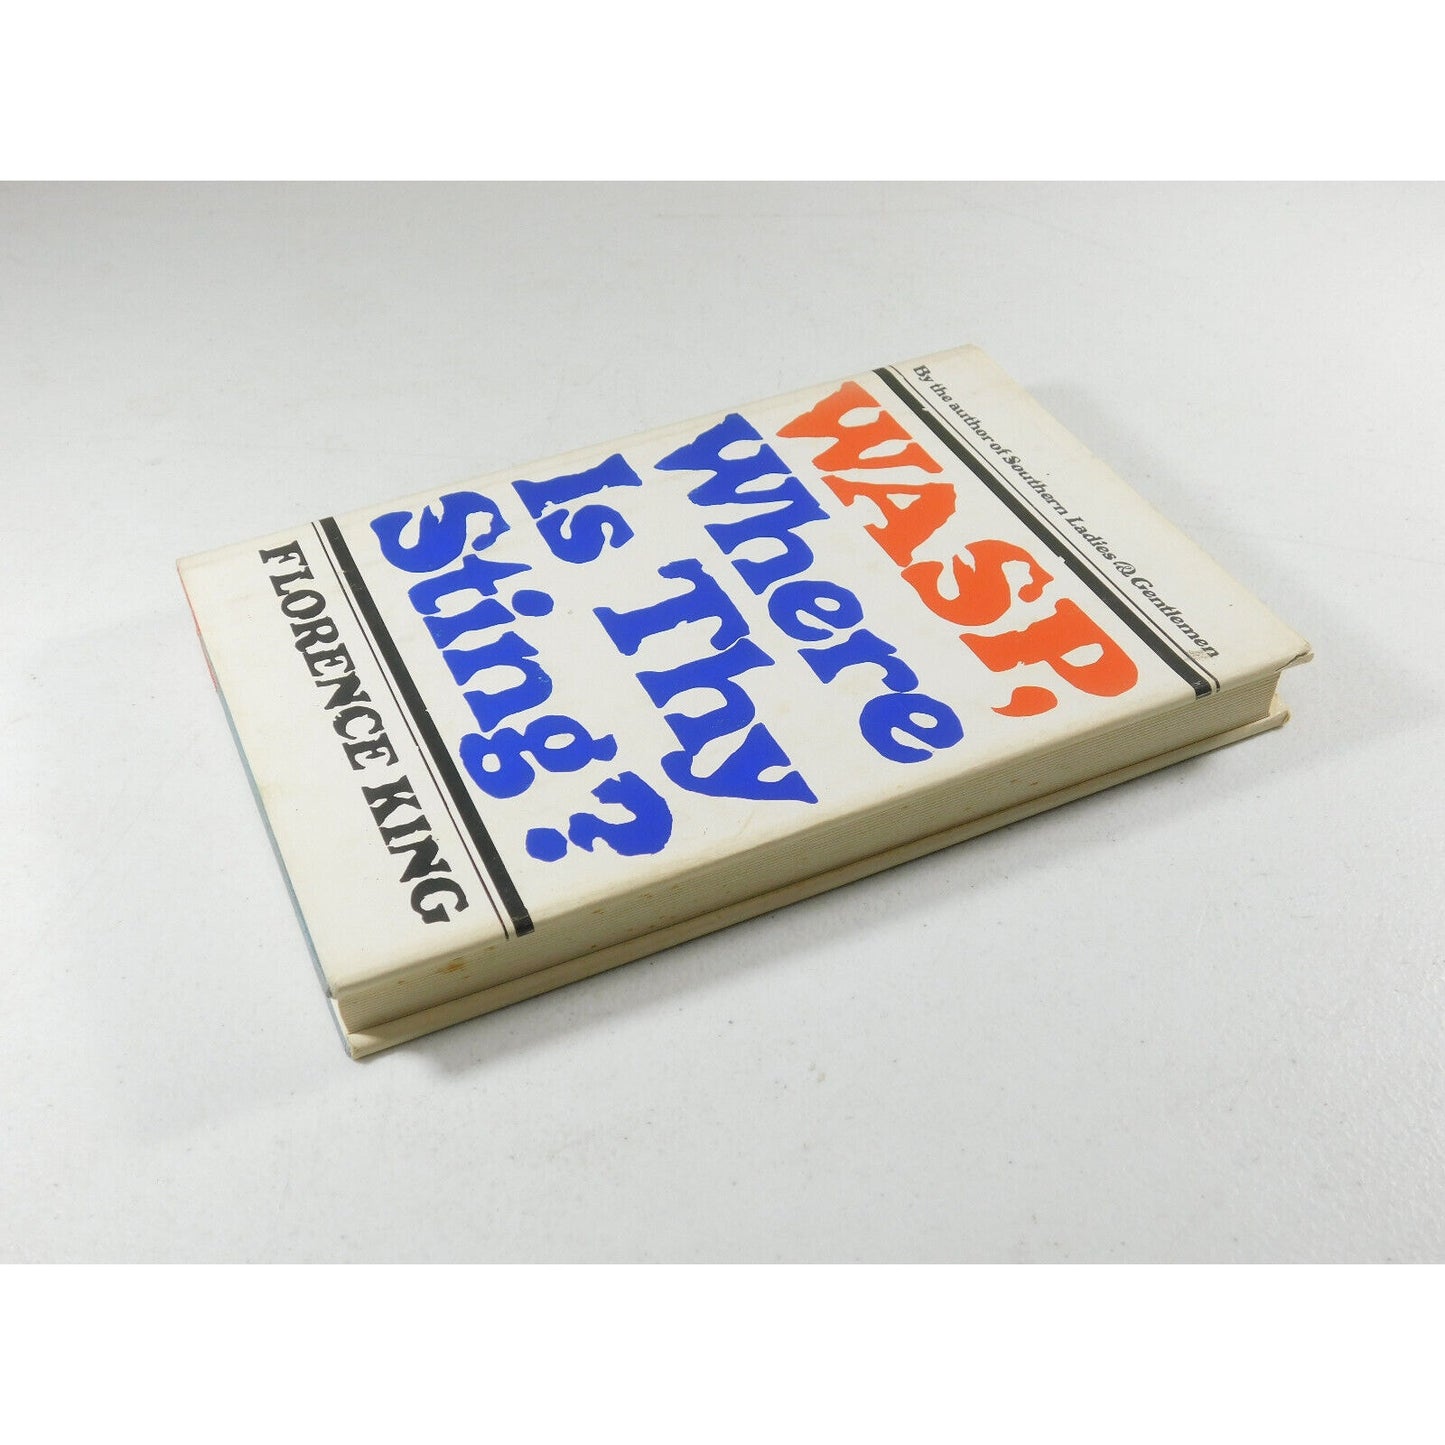 By the author of Southern Ladies & Gentlemen
WASP,
Where
Is Thy
Sting?
FLORENCE KING